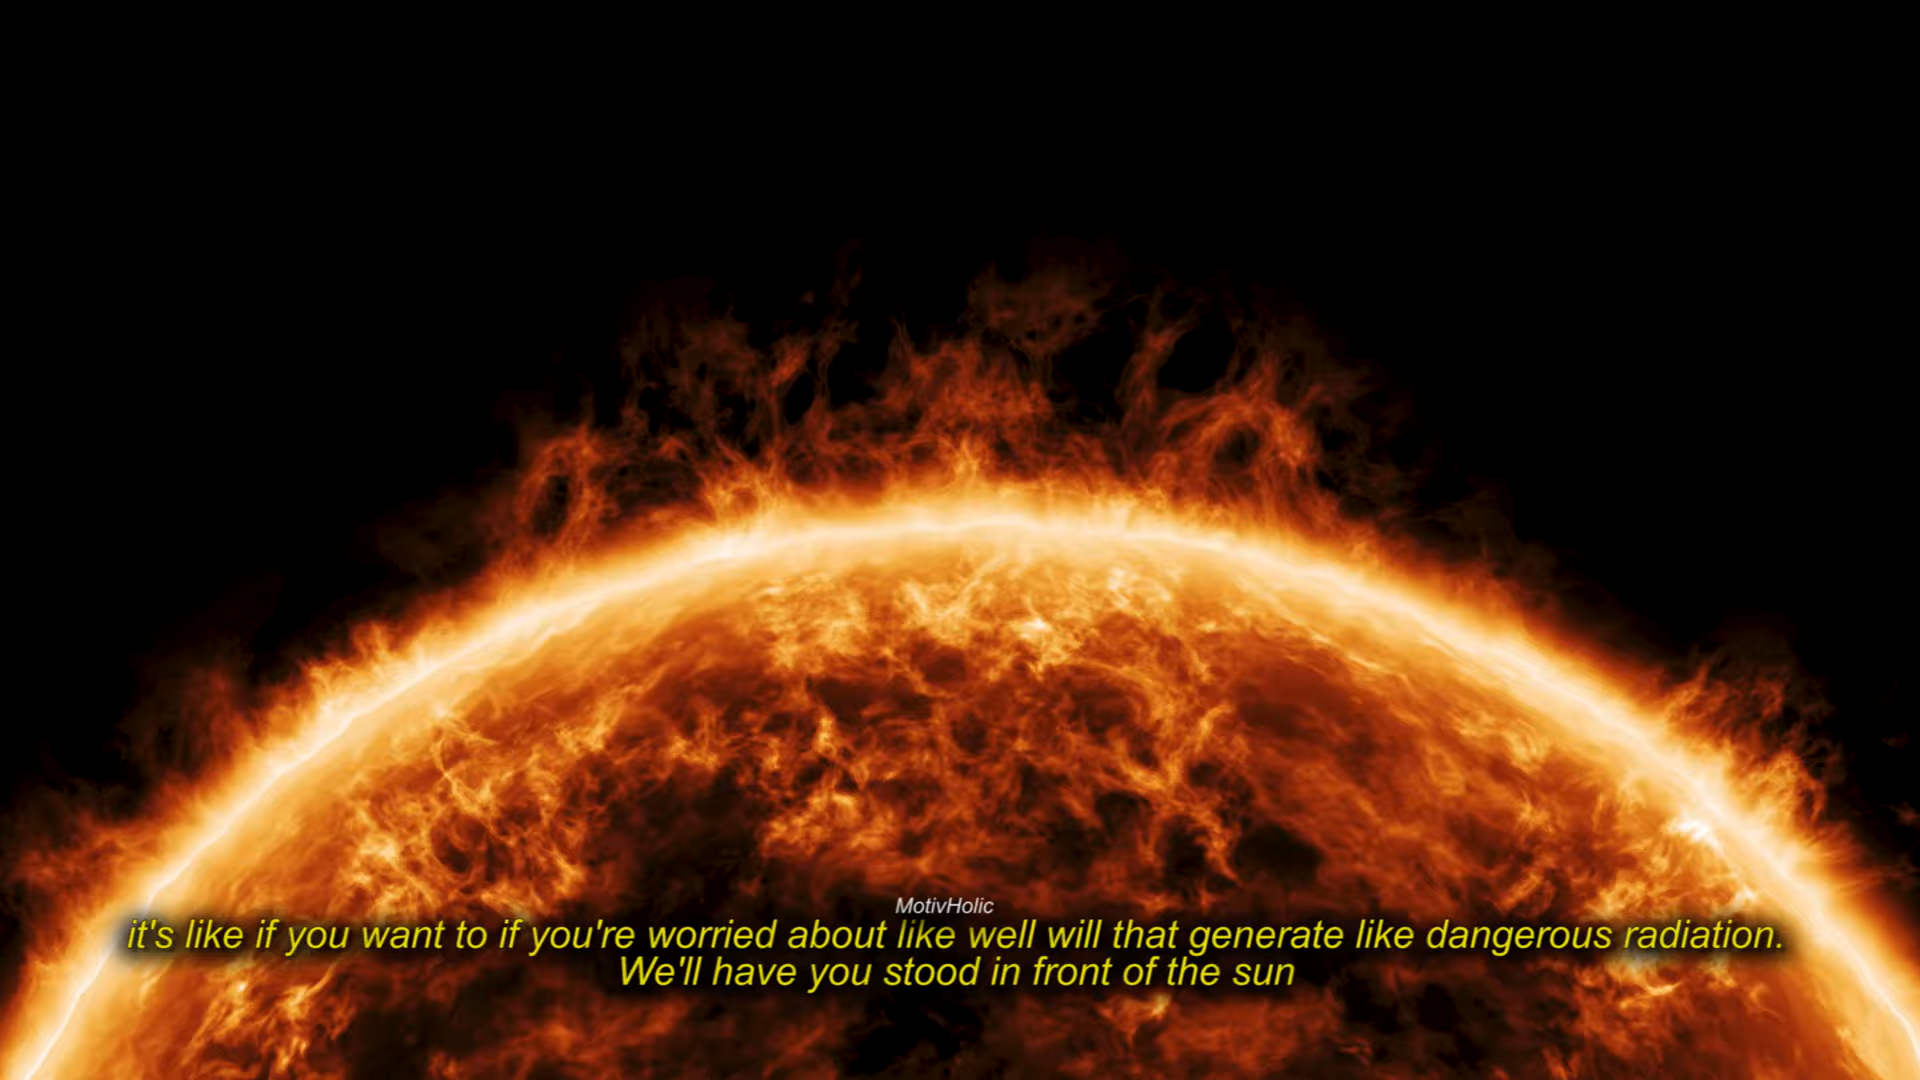 MotivHolic
it's like if you want to if you're worried about like well will that generate like dangerous radiation.
We'll have you stood in front of the sun